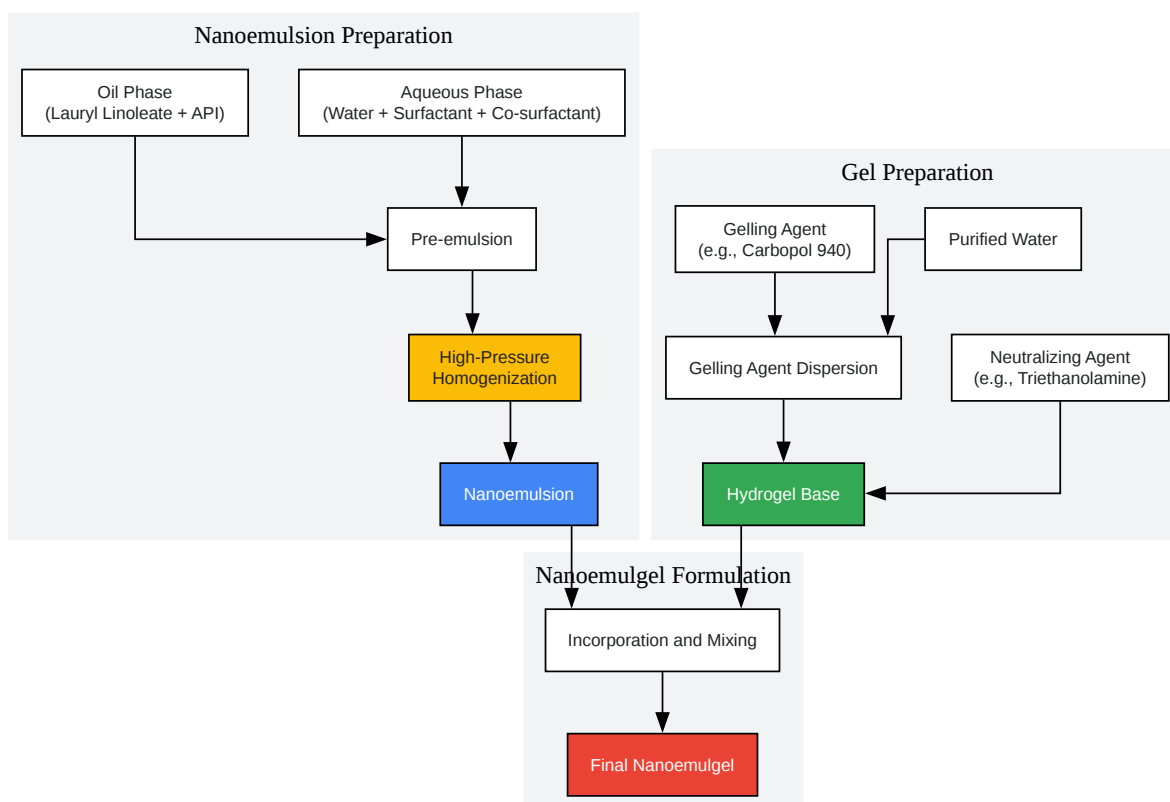 Nanoemulsion Preparation
Oil Phase
(Lauryl Linoleate + API)
Aqueous Phase
(Water + Surfactant + Co-surfactant)
Pre-emulsion
High-Pressure
Homogenization
Nanoemulsion
Gel Preparation
Gelling Agent
(e.g., Carbopol 940)
Purified Water
Gelling Agent Dispersion
Neutralizing Agent
(e.g., Triethanolamine)
Hydrogel Base
Nanoemulgel Formulation
Incorporation and Mixing
Final Nanoemulgel